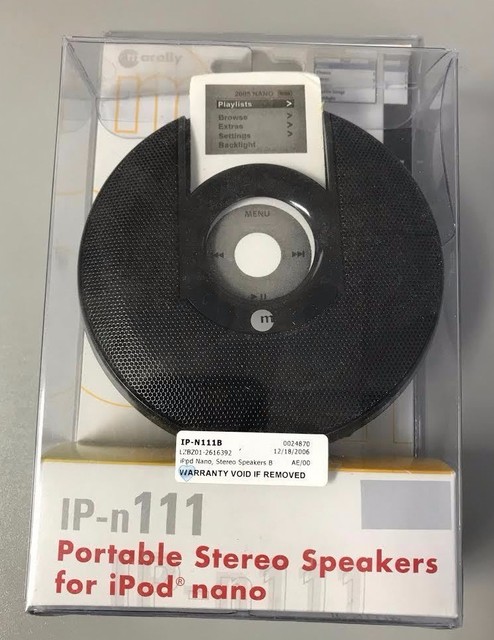 macally
2005 NANO
Playlists >
Browse >
Extras >
Settings >
Backlight
MENU
m
IP-N111B 0024870
LZBZ01-2616392 12/18/2006
iPod Nano, Stereo Speakers B AE/00
WARRANTY VOID IF REMOVED
IP-n111
Portable Stereo Speakers
for iPod® nano